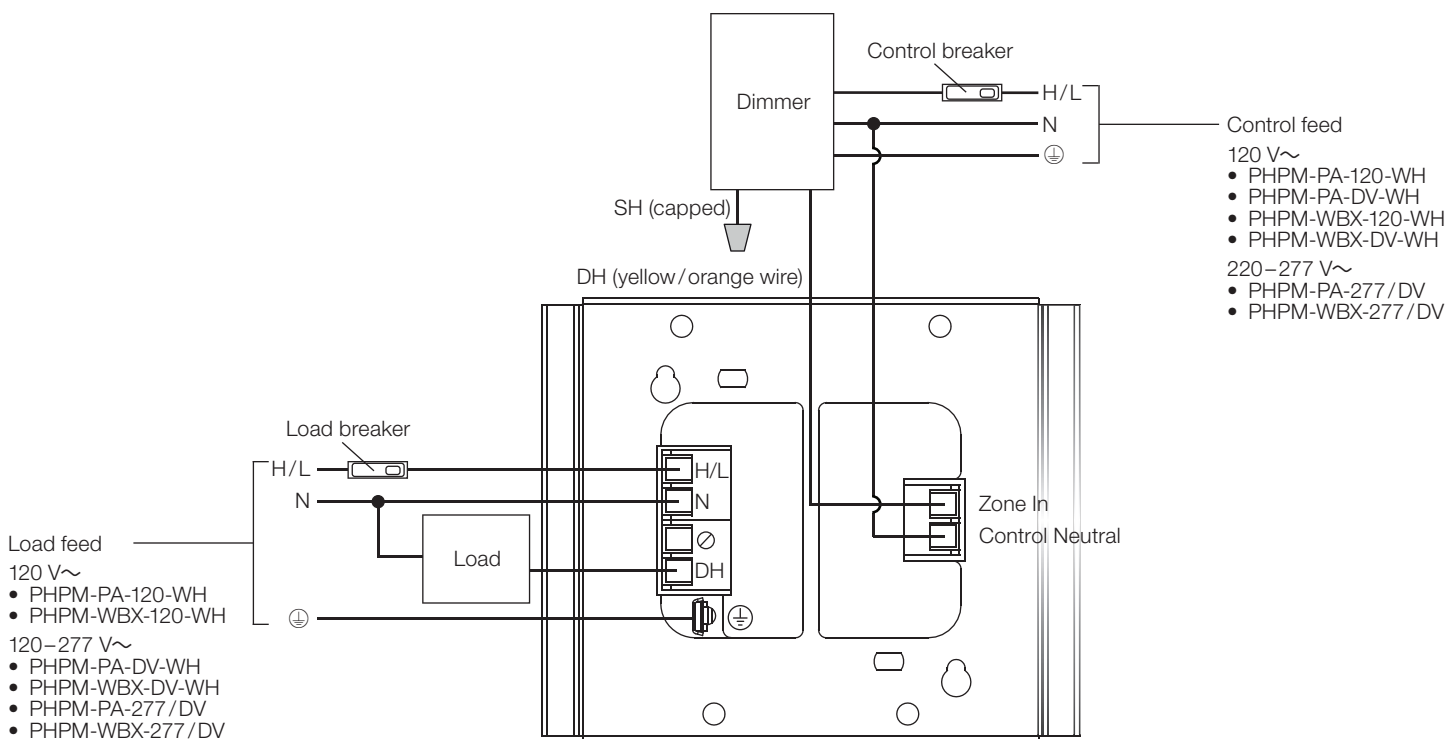 Control breaker
Dimmer
H/L
N
Control feed
120 V~
• PHPM-PA-120-WH
• PHPM-PA-DV-WH
• PHPM-WBX-120-WH
• PHPM-WBX-DV-WH
220–277 V~
• PHPM-PA-277/DV
• PHPM-WBX-277/DV
SH (capped)
DH (yellow/orange wire)
Load breaker
H/L
N
H/L
N
DH
Load
Zone In
Control Neutral
Load feed
120 V~
• PHPM-PA-120-WH
• PHPM-WBX-120-WH
120–277 V~
• PHPM-PA-DV-WH
• PHPM-WBX-DV-WH
• PHPM-PA-277/DV
• PHPM-WBX-277/DV